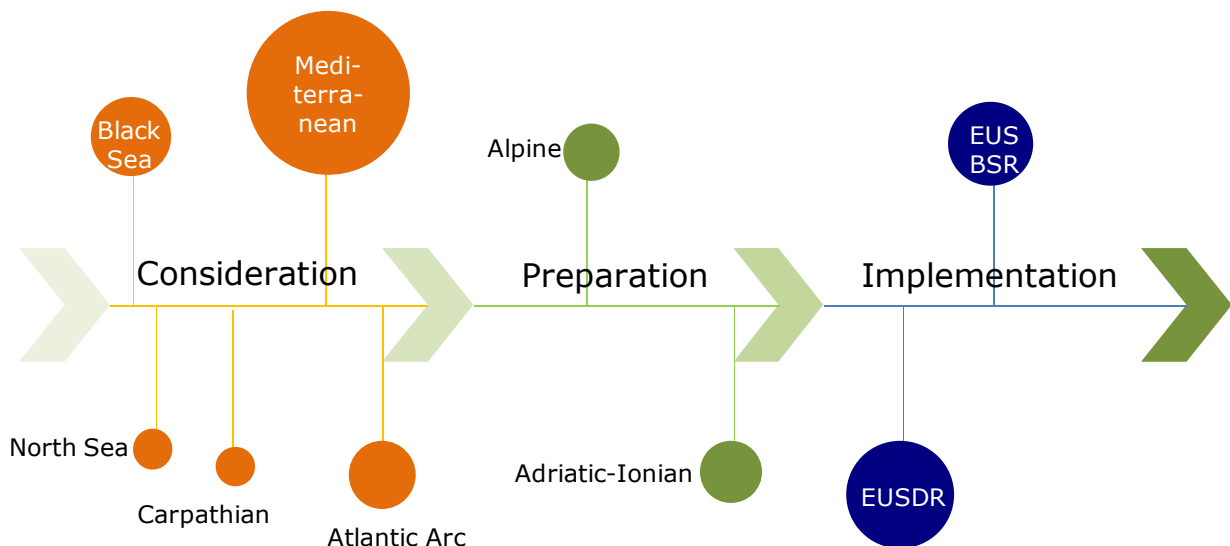 Black
Sea
Medi-
terra-
nean
Alpine
EUS
BSR
Consideration
Preparation
Implementation
North Sea
Carpathian
Atlantic Arc
Adriatic-Ionian
EUSDR